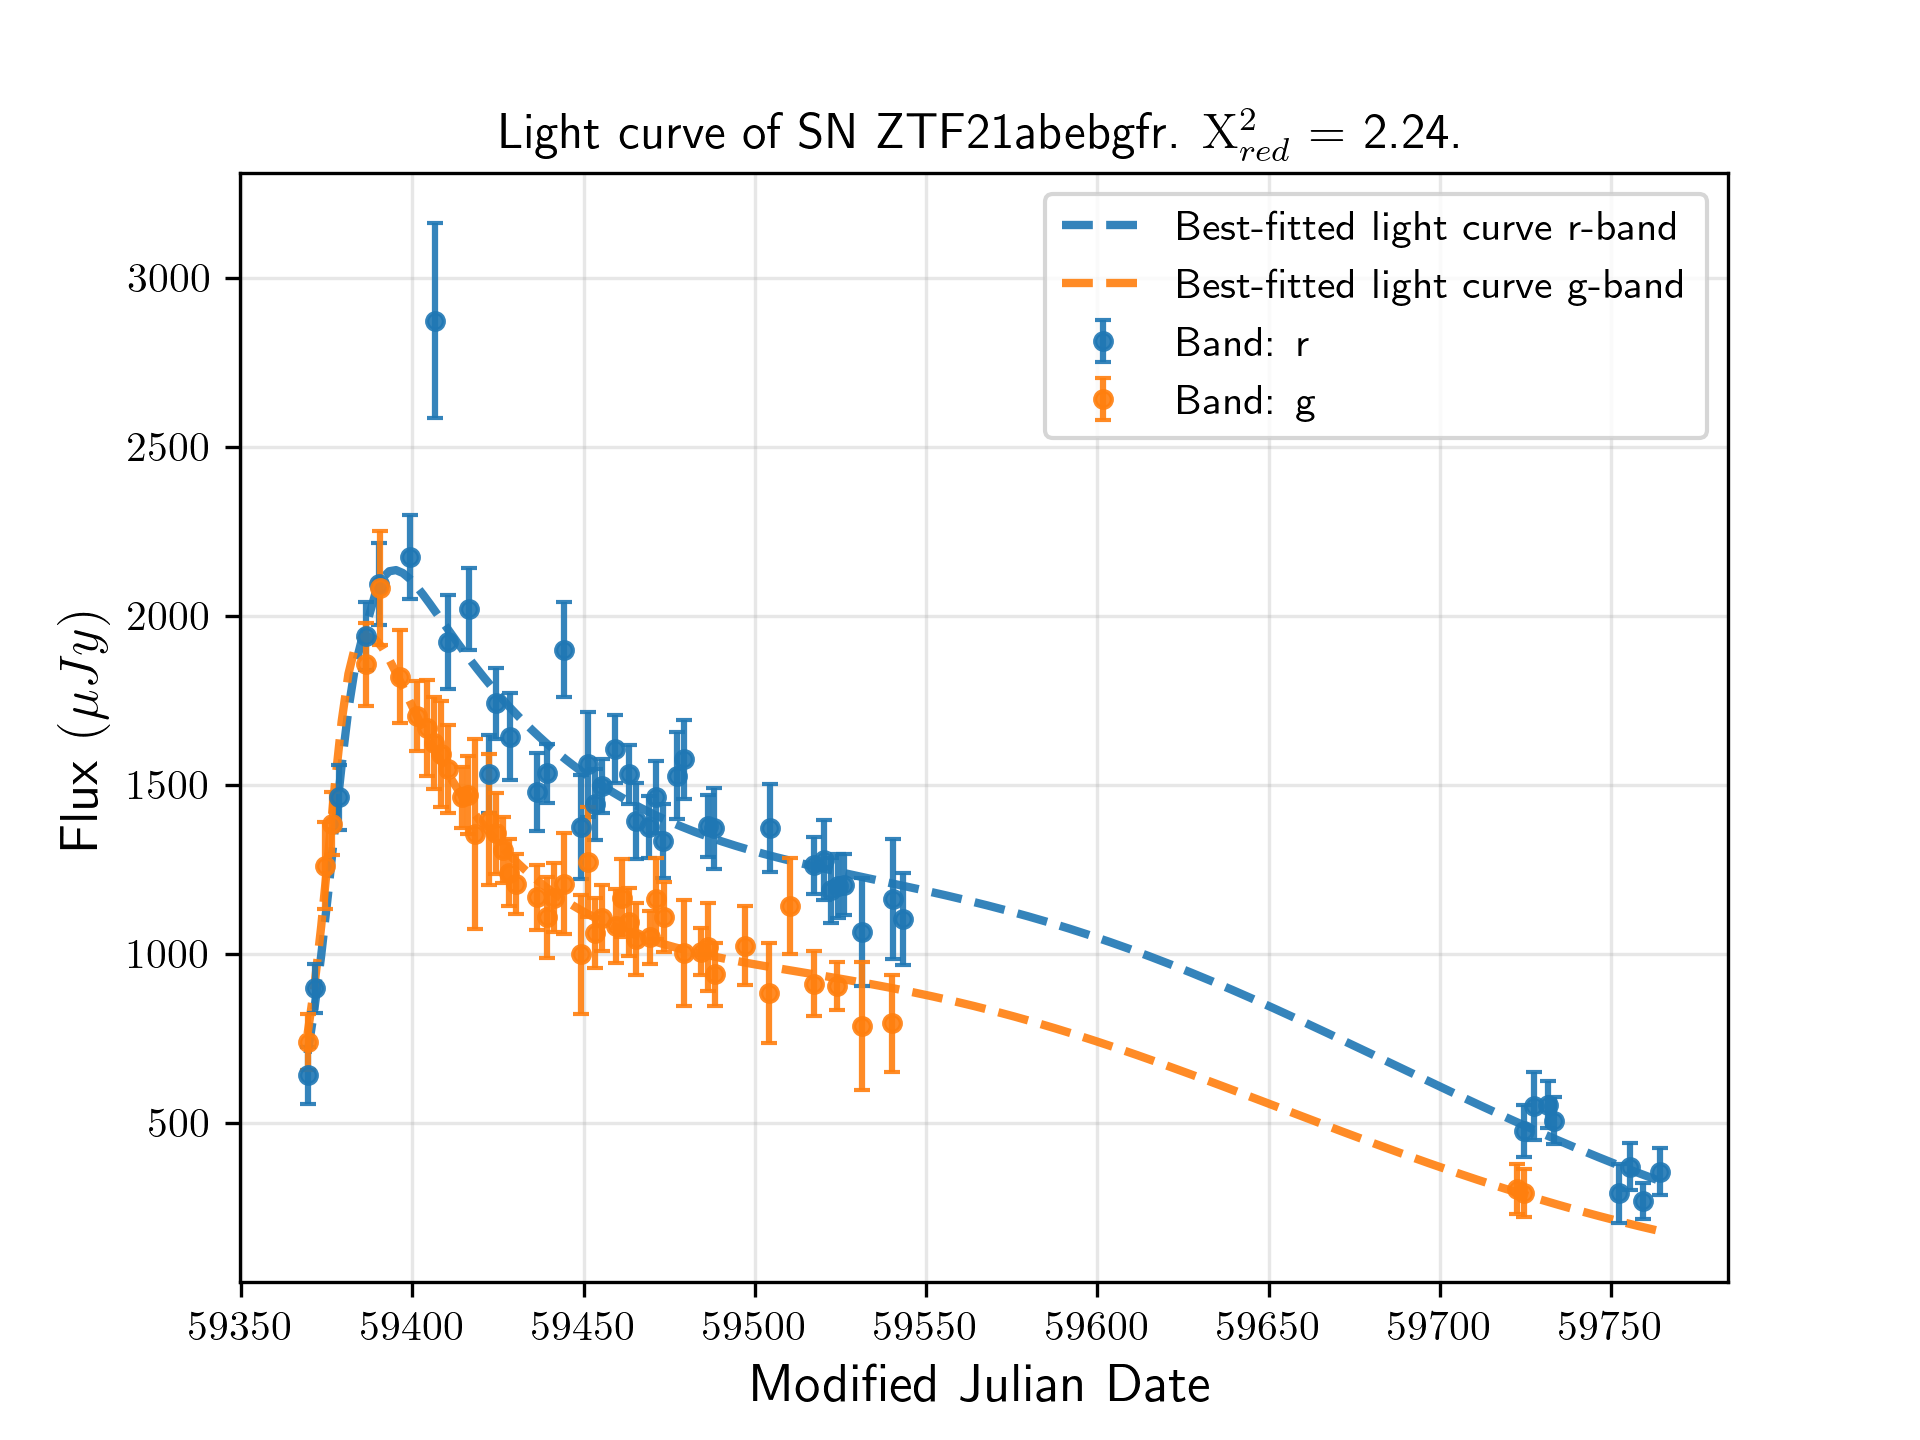 Light curve of SN ZTF21abebgfr. X²_red = 2.24.
Best-fitted light curve r-band
Best-fitted light curve g-band
Band: r
Band: g
3000
2500
2000
1500
1000
500
Flux (μJy)
59350 59400 59450 59500 59550 59600 59650 59700 59750
Modified Julian Date